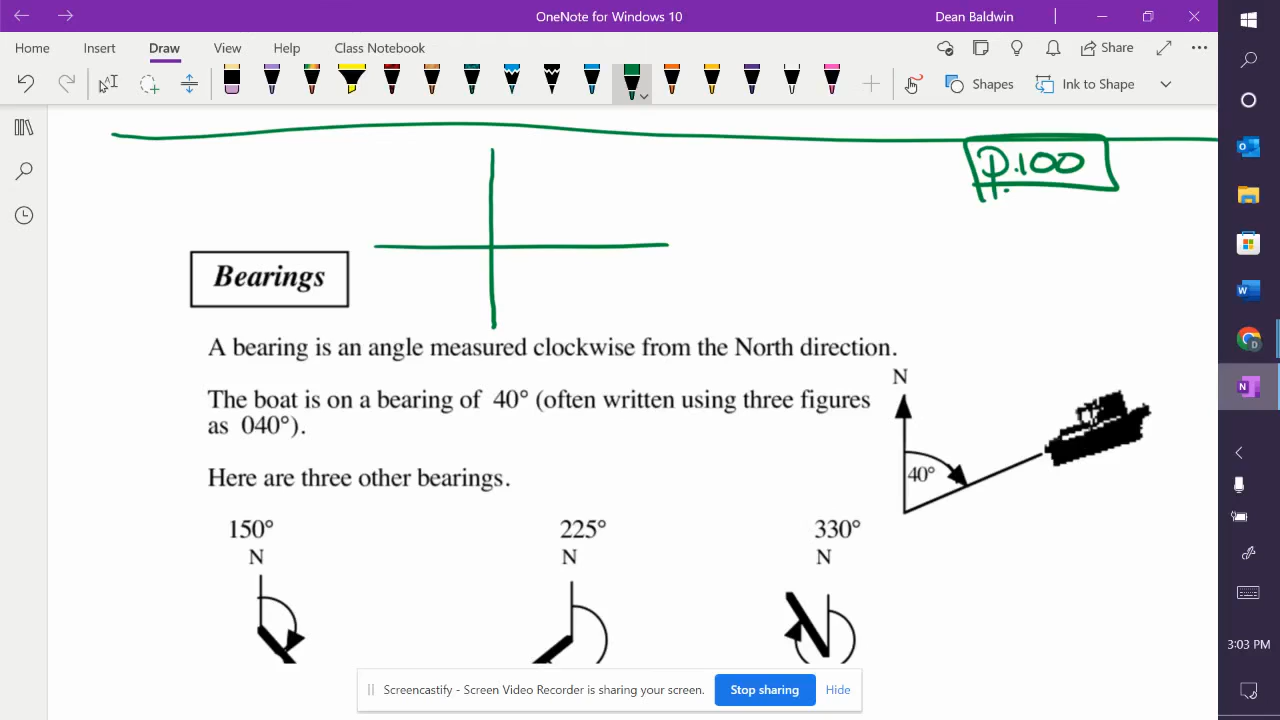 OneNote for Windows 10
Dean Baldwin
Home Insert Draw View Help Class Notebook
Share
Shapes
Ink to Shape
P.100
Bearings
A bearing is an angle measured clockwise from the North direction.
The boat is on a bearing of 40° (often written using three figures
as 040°).
N
40°
Here are three other bearings.
150° 225° 330°
N N N
Screencastify - Screen Video Recorder is sharing your screen.
Stop sharing
Hide
3:03 PM